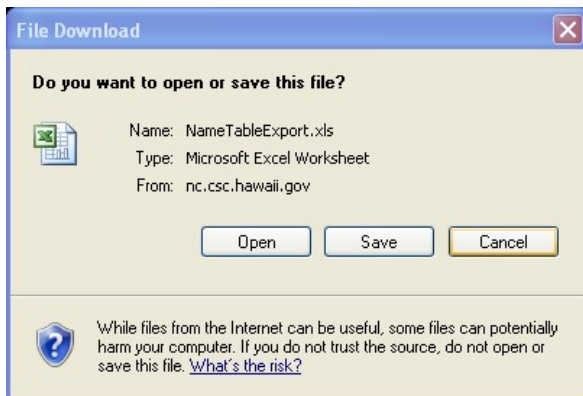 File Download
Do you want to open or save this file?
Name: NameTableExport.xls
Type: Microsoft Excel Worksheet
From: nc.csc.hawaii.gov
Open Save Cancel
While files from the Internet can be useful, some files can potentially
harm your computer. If you do not trust the source, do not open or
save this file. What's the risk?